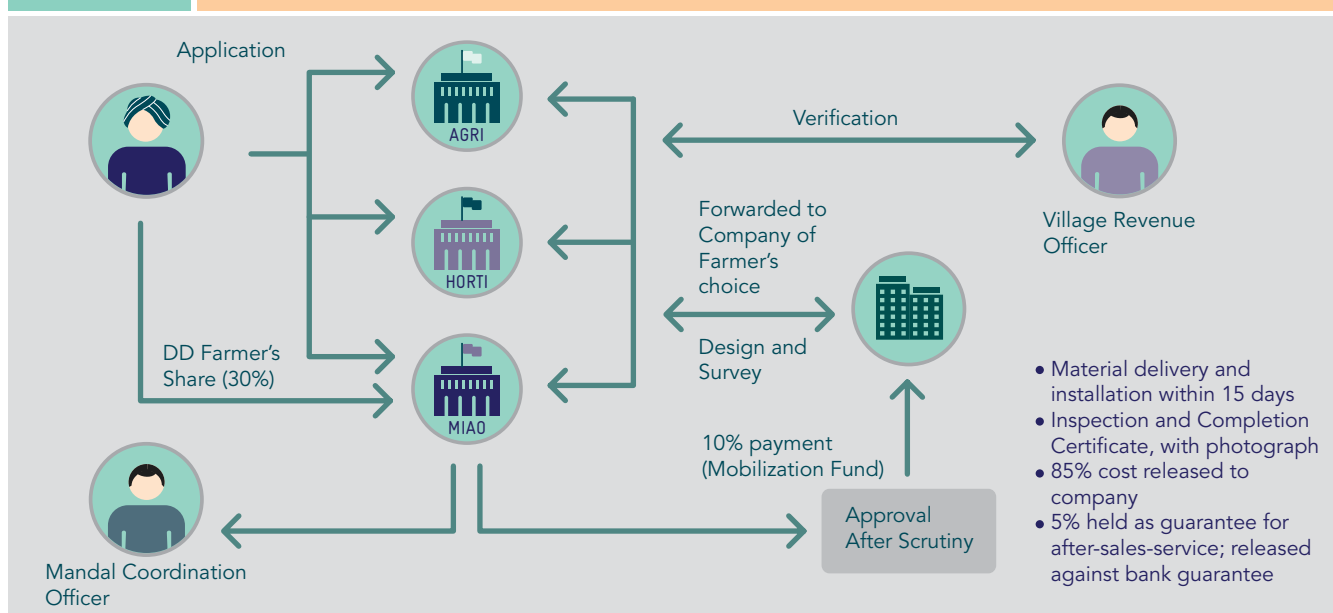 Application
AGRI
Verification
Village Revenue
Officer
HORTI
Forwarded to
Company of
Farmer's
choice
DD Farmer's
Share (30%)
MIAO
Design and
Survey
10% payment
(Mobilization Fund)
Approval
After Scrutiny
Mandal Coordination
Officer
• Material delivery and
installation within 15 days
• Inspection and Completion
Certificate, with photograph
• 85% cost released to
company
• 5% held as guarantee for
after-sales-service; released
against bank guarantee